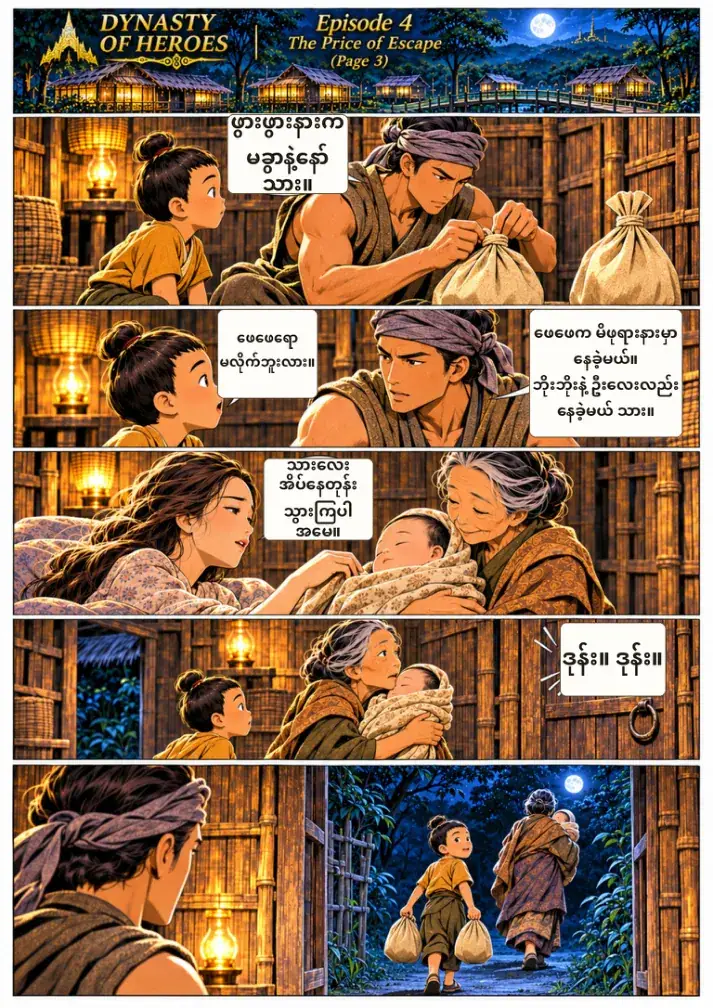 DYNASTY
OF HEROES
Episode 4
The Price of Escape
(Page 3)
ဖွားဖွားနားက
မခွာနဲ့နော်
သား။
ဖေဖေရော
မလိုက်ဘူးလား။
ဖေဖေက မိဖုရားနားမှာ
နေခဲ့မယ်။
ဘိုးဘိုးနဲ့ ဦးလေးလည်း
နေခဲ့မယ် သား။
သားလေး
အိပ်နေတုန်း
သွားကြပါ
အမေ။
ဒုန်း။ ဒုန်း။